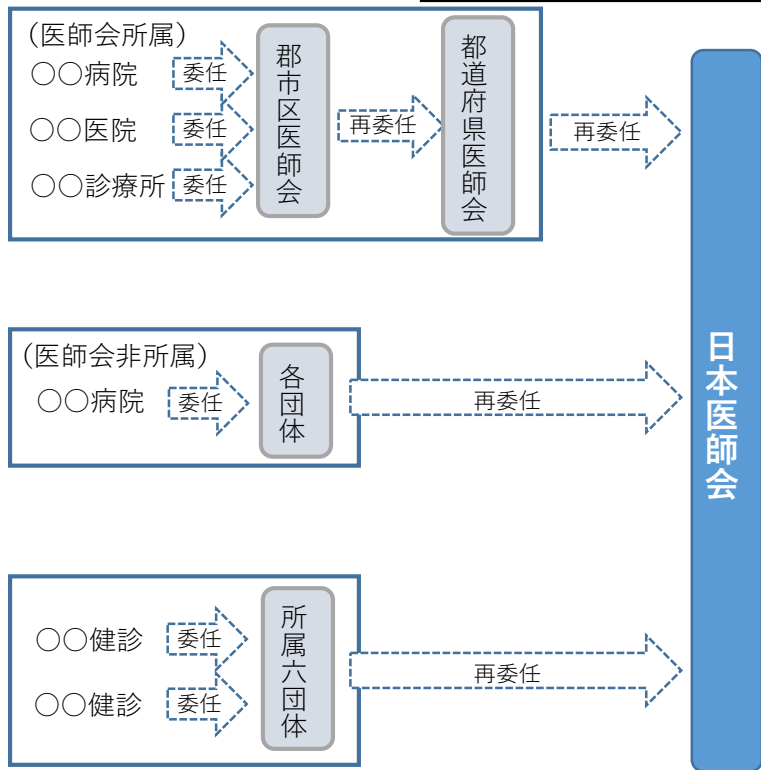 （医師会所属）
○○病院
委任
○○医院
委任
○○診療所
委任
郡市区医師会
再委任
都道府県医師会
再委任
（医師会非所属）
○○病院
委任
各団体
再委任
○○健診
委任
○○健診
委任
所属六団体
再委任
日本医師会